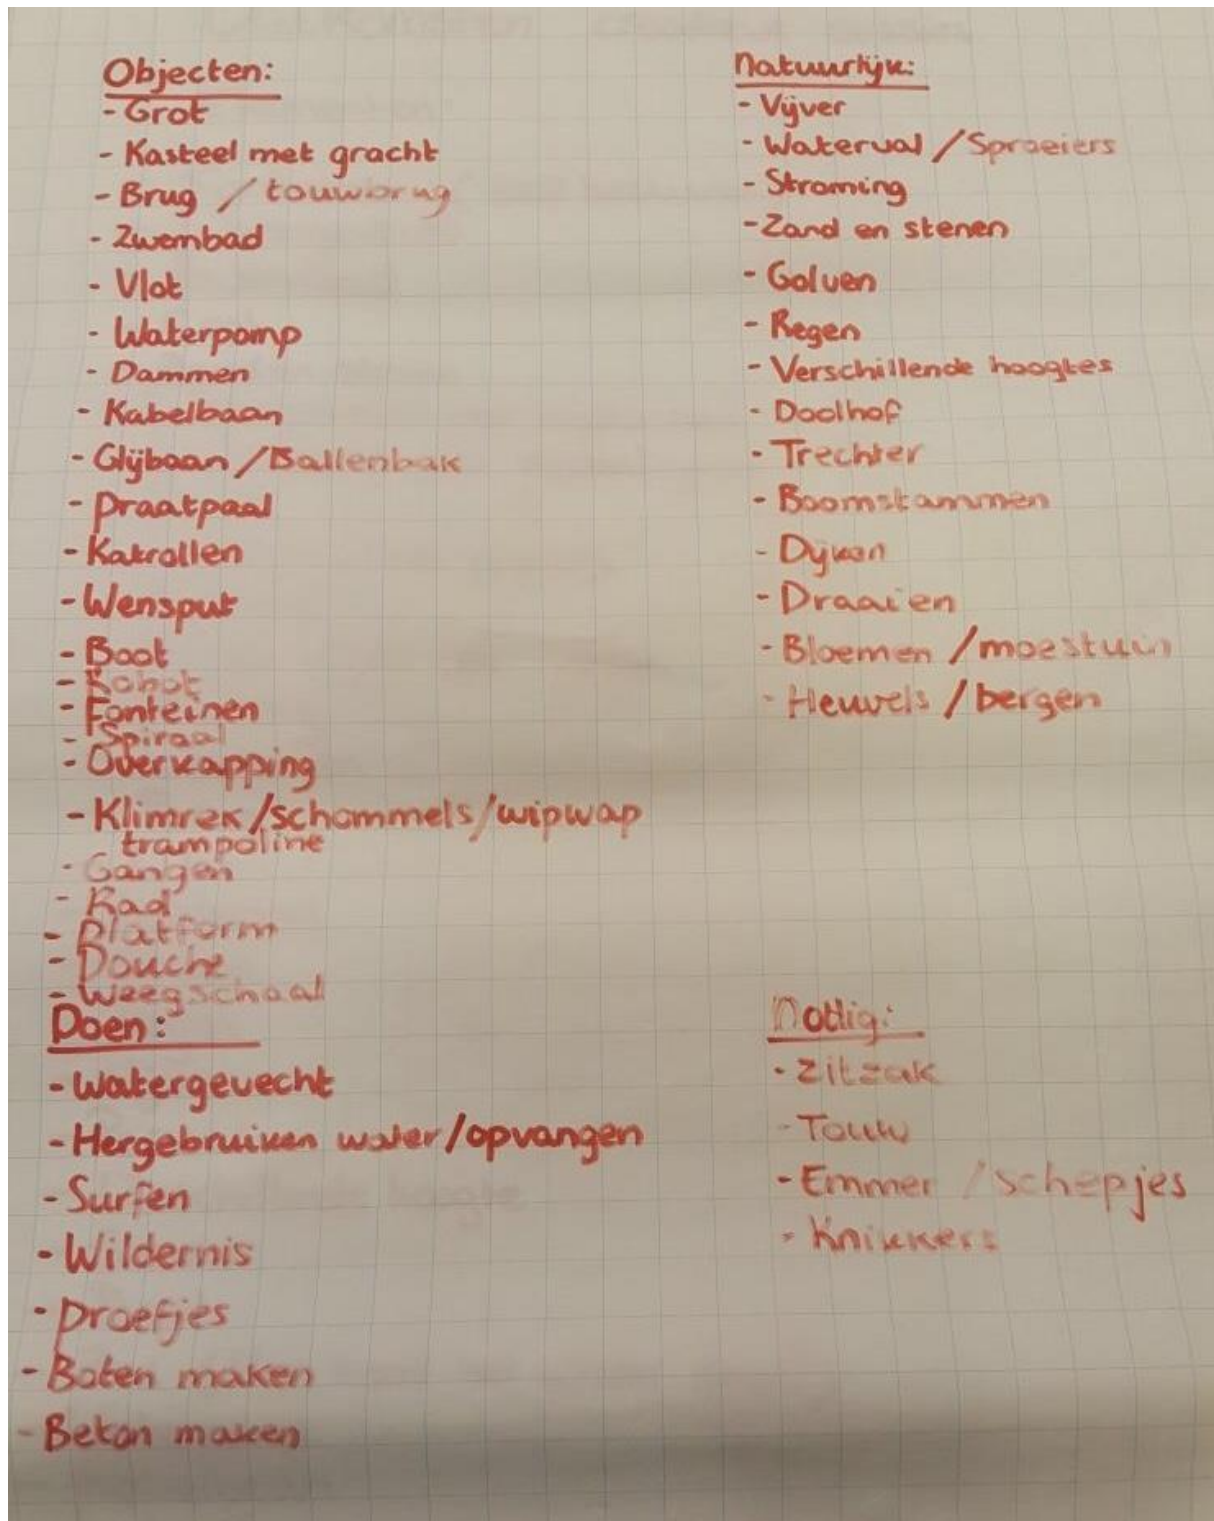 Objecten:
- Grot
- Kasteel met gracht
- Brug / touwbrug
- Zwembad
- Vlot
- Waterpomp
- Dammen
- Kabelbaan
- Glijbaan / Ballenbak
- Praatpaal
- Katrollen
- Wensput
- Boot
- Robot
- Fonteinen
- Spiraal
- Overkapping
- Klimrek/schommels/wipwap
trampoline
- Gangen
- Rad
- Platform
- Douche
- Weegschaal
Doen:
- Watergevecht
- Hergebruiken water/opvangen
- Surfen
- Wildernis
- Proefjes
- Boten maken
- Beton maken
Natuurlijk:
- Vijver
- Waterval / Sproeiers
- Stroming
- Zand en stenen
- Golven
- Regen
- Verschillende hoogtes
- Doolhof
- Trechter
- Boomstammen
- Dijken
- Draaien
- Bloemen / moestuin
- Heuvels / bergen
Nodig:
- Zitzak
- Touw
- Emmer / schepjes
- Knikkers